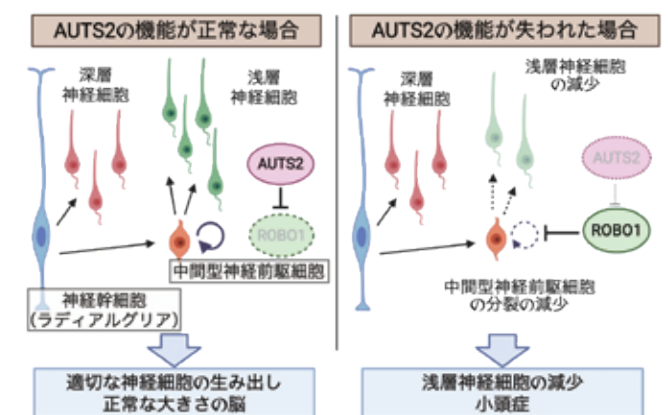 AUTS2の機能が正常な場合
深層
神経細胞
浅層
神経細胞
AUTS2
ROBO1
中間型神経前駆細胞
神経幹細胞
(ラディアルグリア)
適切な神経細胞の生み出し
正常な大きさの脳
AUTS2の機能が失われた場合
深層
神経細胞
浅層神経細胞
の減少
AUTS2
ROBO1
中間型神経前駆細胞
の分裂の減少
浅層神経細胞の減少
小頭症